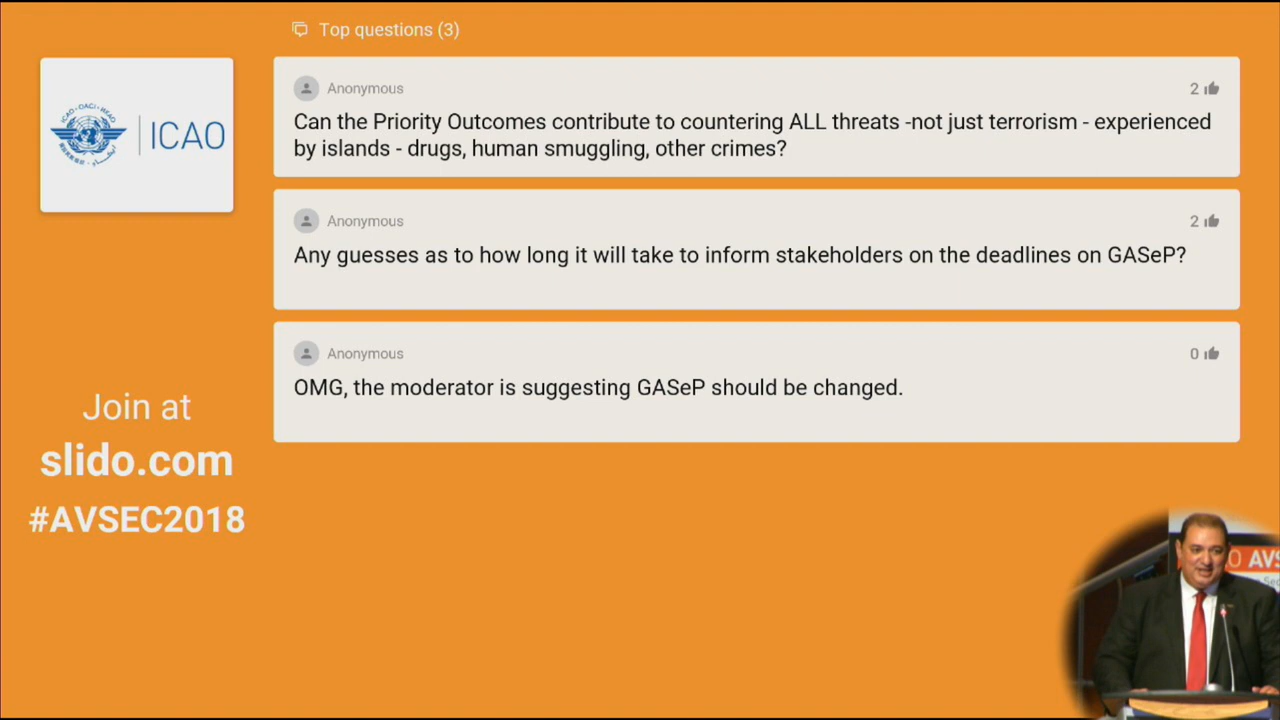 Top questions (3)
Anonymous
2
Can the Priority Outcomes contribute to countering ALL threats -not just terrorism - experienced
by islands - drugs, human smuggling, other crimes?
Anonymous
2
Any guesses as to how long it will take to inform stakeholders on the deadlines on GASeP?
Anonymous
0
OMG, the moderator is suggesting GASeP should be changed.
ICAO
Join at
slido.com
#AVSEC2018
O AVS